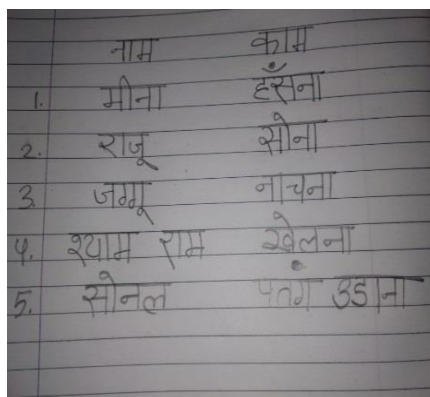 नाम काम
1. मीना हँसना
2. राजू सोना
3. जग्गू नाचना
4. श्याम राम खेलना
5. सोनल पतंग उडाना